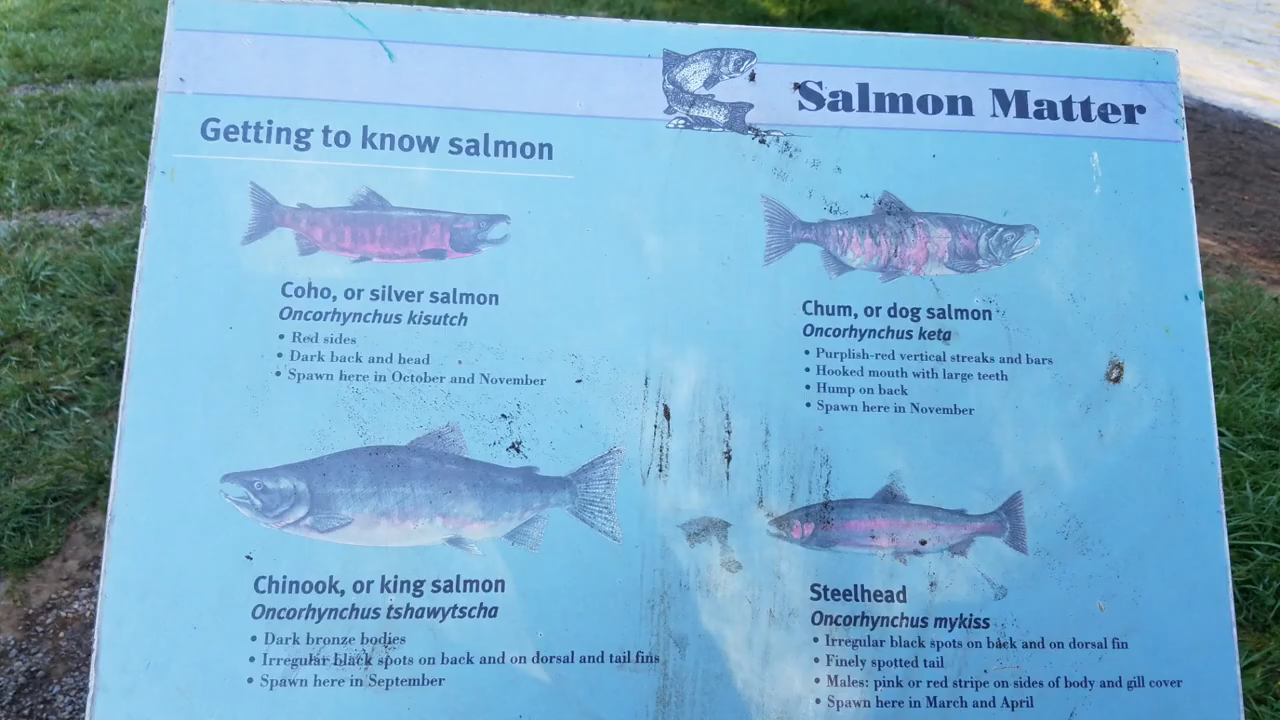 Salmon Matter
Getting to know salmon
Coho, or silver salmon
Oncorhynchus kisutch
• Red sides
• Dark back and head
• Spawn here in October and November
Chum, or dog salmon
Oncorhynchus keta
• Purplish-red vertical streaks and bars
• Hooked mouth with large teeth
• Hump on back
• Spawn here in November
Chinook, or king salmon
Oncorhynchus tshawytscha
• Dark bronze bodies
• Irregular black spots on back and on dorsal and tail fins
• Spawn here in September
Steelhead
Oncorhynchus mykiss
• Irregular black spots on back and on dorsal fin
• Finely spotted tail
• Males: pink or red stripe on sides of body and gill cover
• Spawn here in March and April